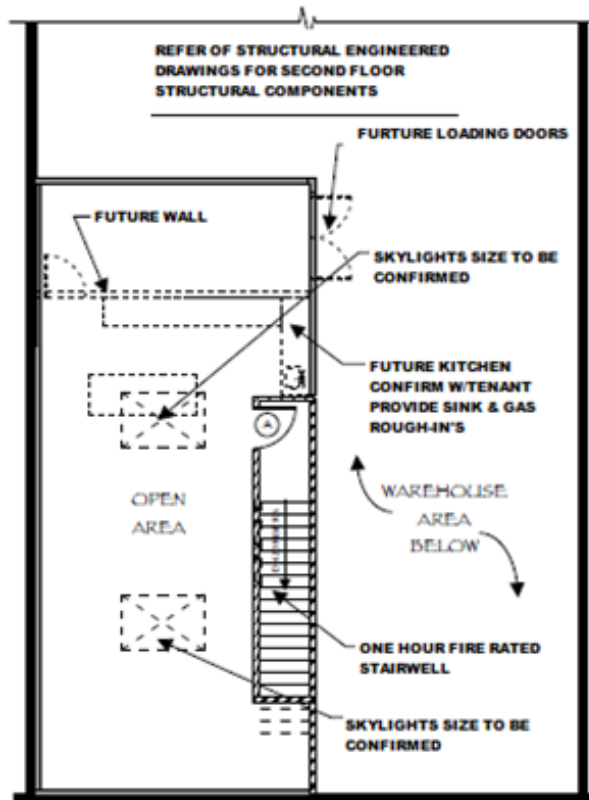 REFER OF STRUCTURAL ENGINEERED
DRAWINGS FOR SECOND FLOOR
STRUCTURAL COMPONENTS
FURTURE LOADING DOORS
FUTURE WALL
SKYLIGHTS SIZE TO BE
CONFIRMED
FUTURE KITCHEN
CONFIRM W/TENANT
PROVIDE SINK & GAS
ROUGH-IN'S
A
OPEN
AREA
WAREHOUSE
AREA
BELOW
ONE HOUR FIRE RATED
STAIRWELL
SKYLIGHTS SIZE TO BE
CONFIRMED